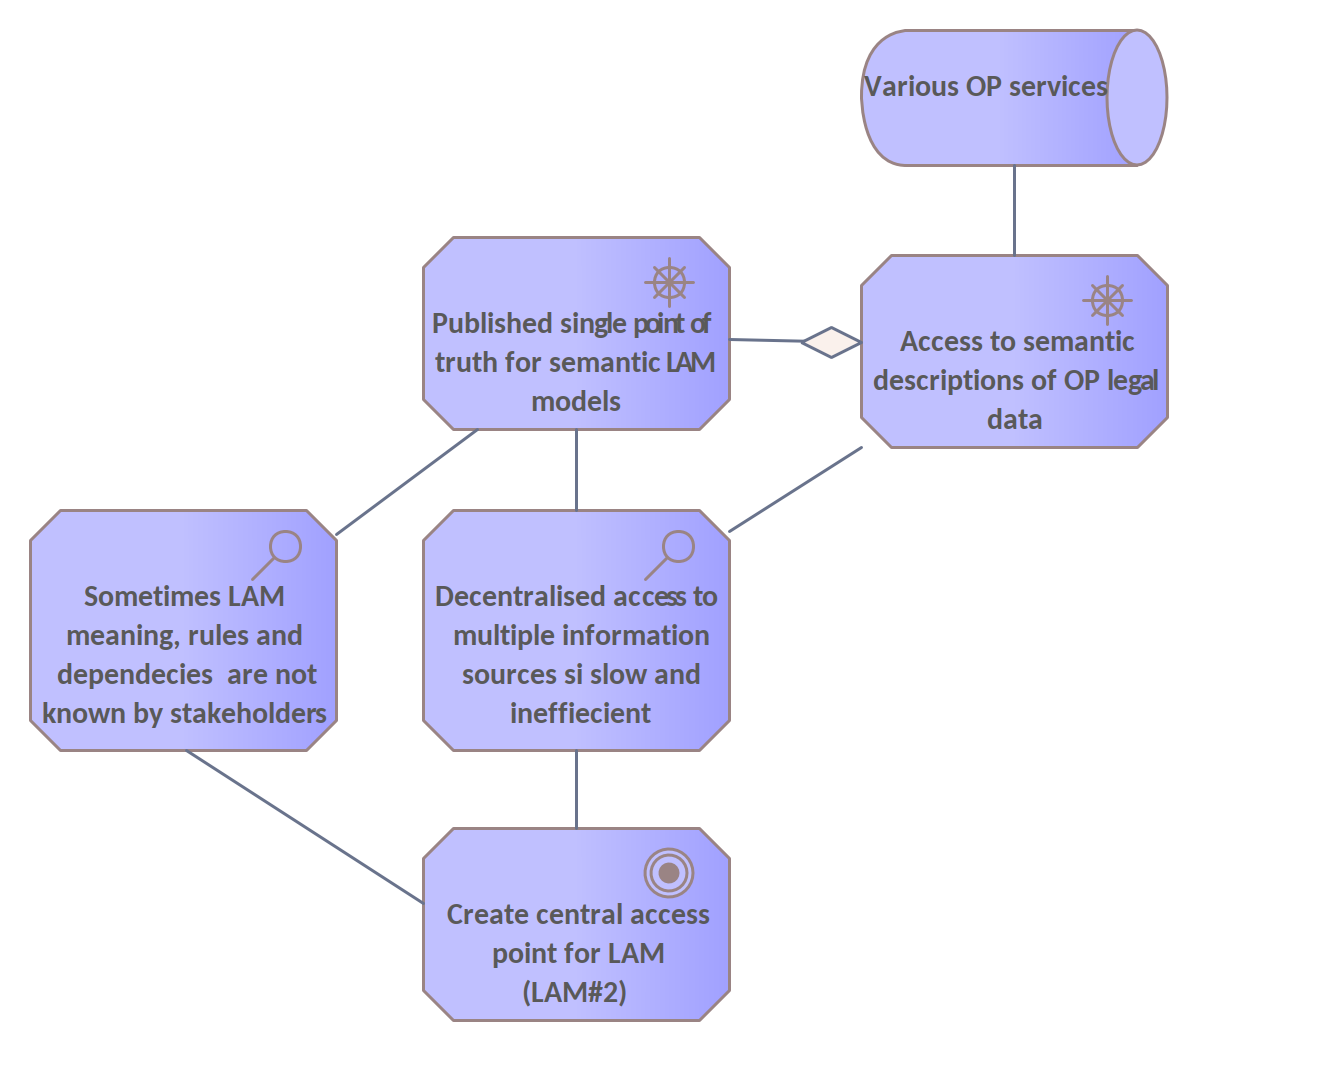 Various OP services
Published single point of
truth for semantic LAM
models
Access to semantic
descriptions of OP legal
data
Sometimes LAM
meaning, rules and
dependecies  are not
known by stakeholders
Decentralised access to
multiple information
sources si slow and
ineffiecient
Create central access
point for LAM
(LAM#2)